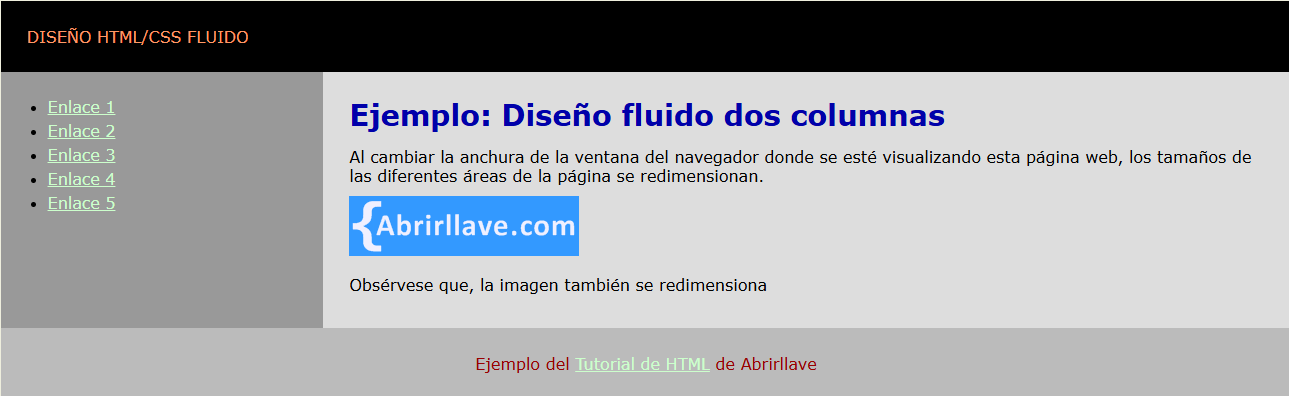 DISEÑO HTML/CSS FLUIDO
Enlace 1
Enlace 2
Enlace 3
Enlace 4
Enlace 5
Ejemplo: Diseño fluido dos columnas
Al cambiar la anchura de la ventana del navegador donde se esté visualizando esta página web, los tamaños de
las diferentes áreas de la página se redimensionan.
{Abrirllave.com
Obsérvese que, la imagen también se redimensiona
Ejemplo del Tutorial de HTML de Abrirllave